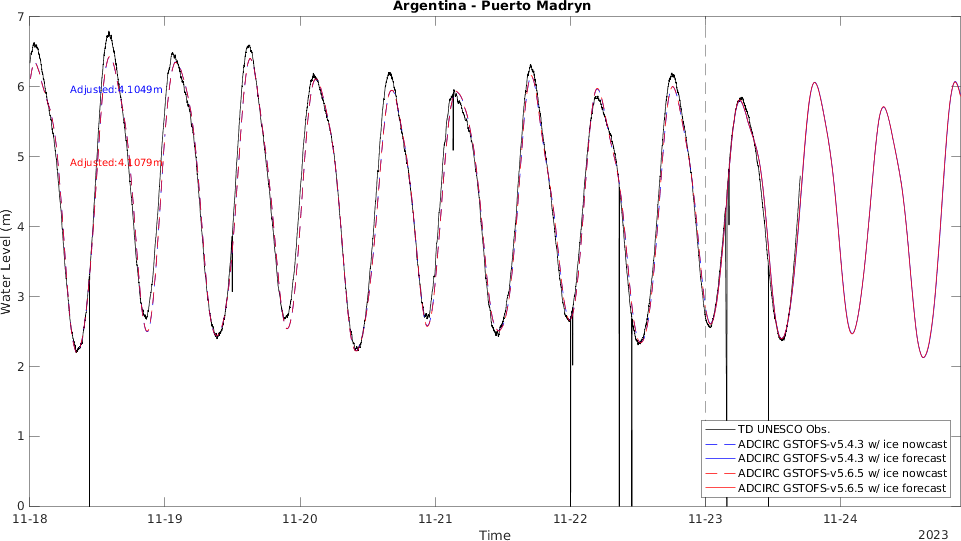 Argentina - Puerto Madryn
7
6
5
4
3
2
1
0
Water Level (m)
Adjusted:4.1049m
Adjusted:4.1079m
TD UNESCO Obs.
ADCIRC GSTOFS-v5.4.3 w/ ice nowcast
ADCIRC GSTOFS-v5.4.3 w/ ice forecast
ADCIRC GSTOFS-v5.6.5 w/ ice nowcast
ADCIRC GSTOFS-v5.6.5 w/ ice forecast
11-18 11-19 11-20 11-21 11-22 11-23 11-24
Time
2023